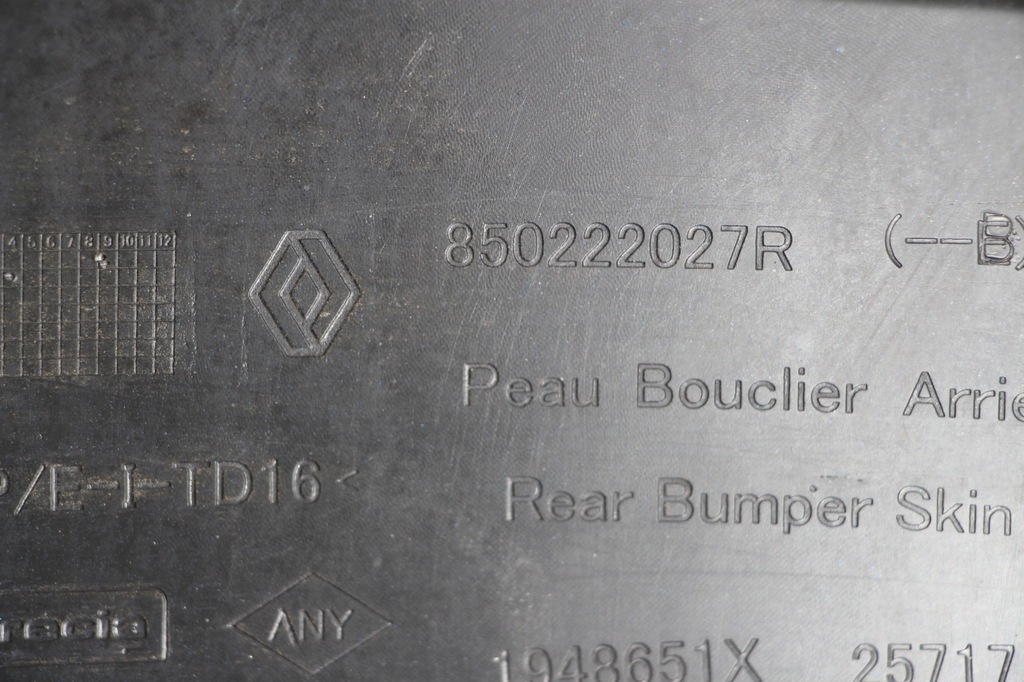 4 5 6 7 8 9 10 11 12
850222027R (--B)
Peau Bouclier Arrie
P/E-I-TD16<
Rear Bumper Skin
racia
ANY
1948651X 25717